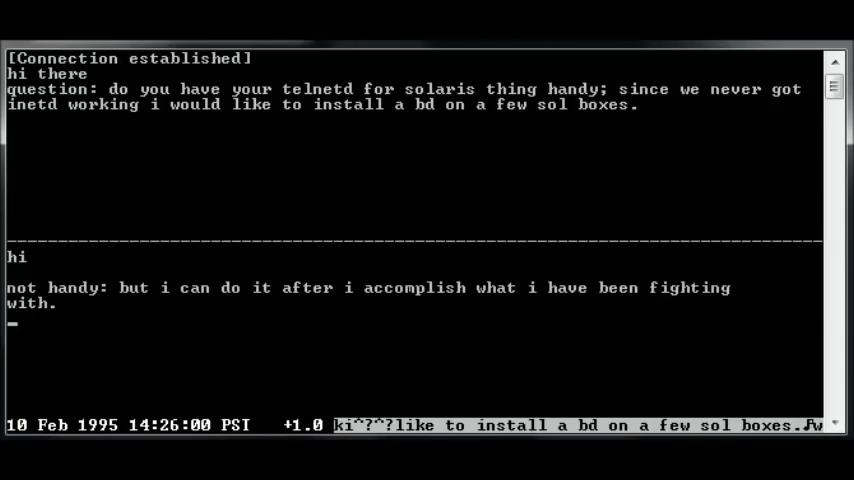 [Connection established]
hi there
question: do you have your telnetd for solaris thing handy; since we never got
inetd working i would like to install a bd on a few sol boxes.
hi
not handy: but i can do it after i accomplish what i have been fighting
with.
10 Feb 1995 14:26:00 PSI +1.0 ki^?^?like to install a bd on a few sol boxes.